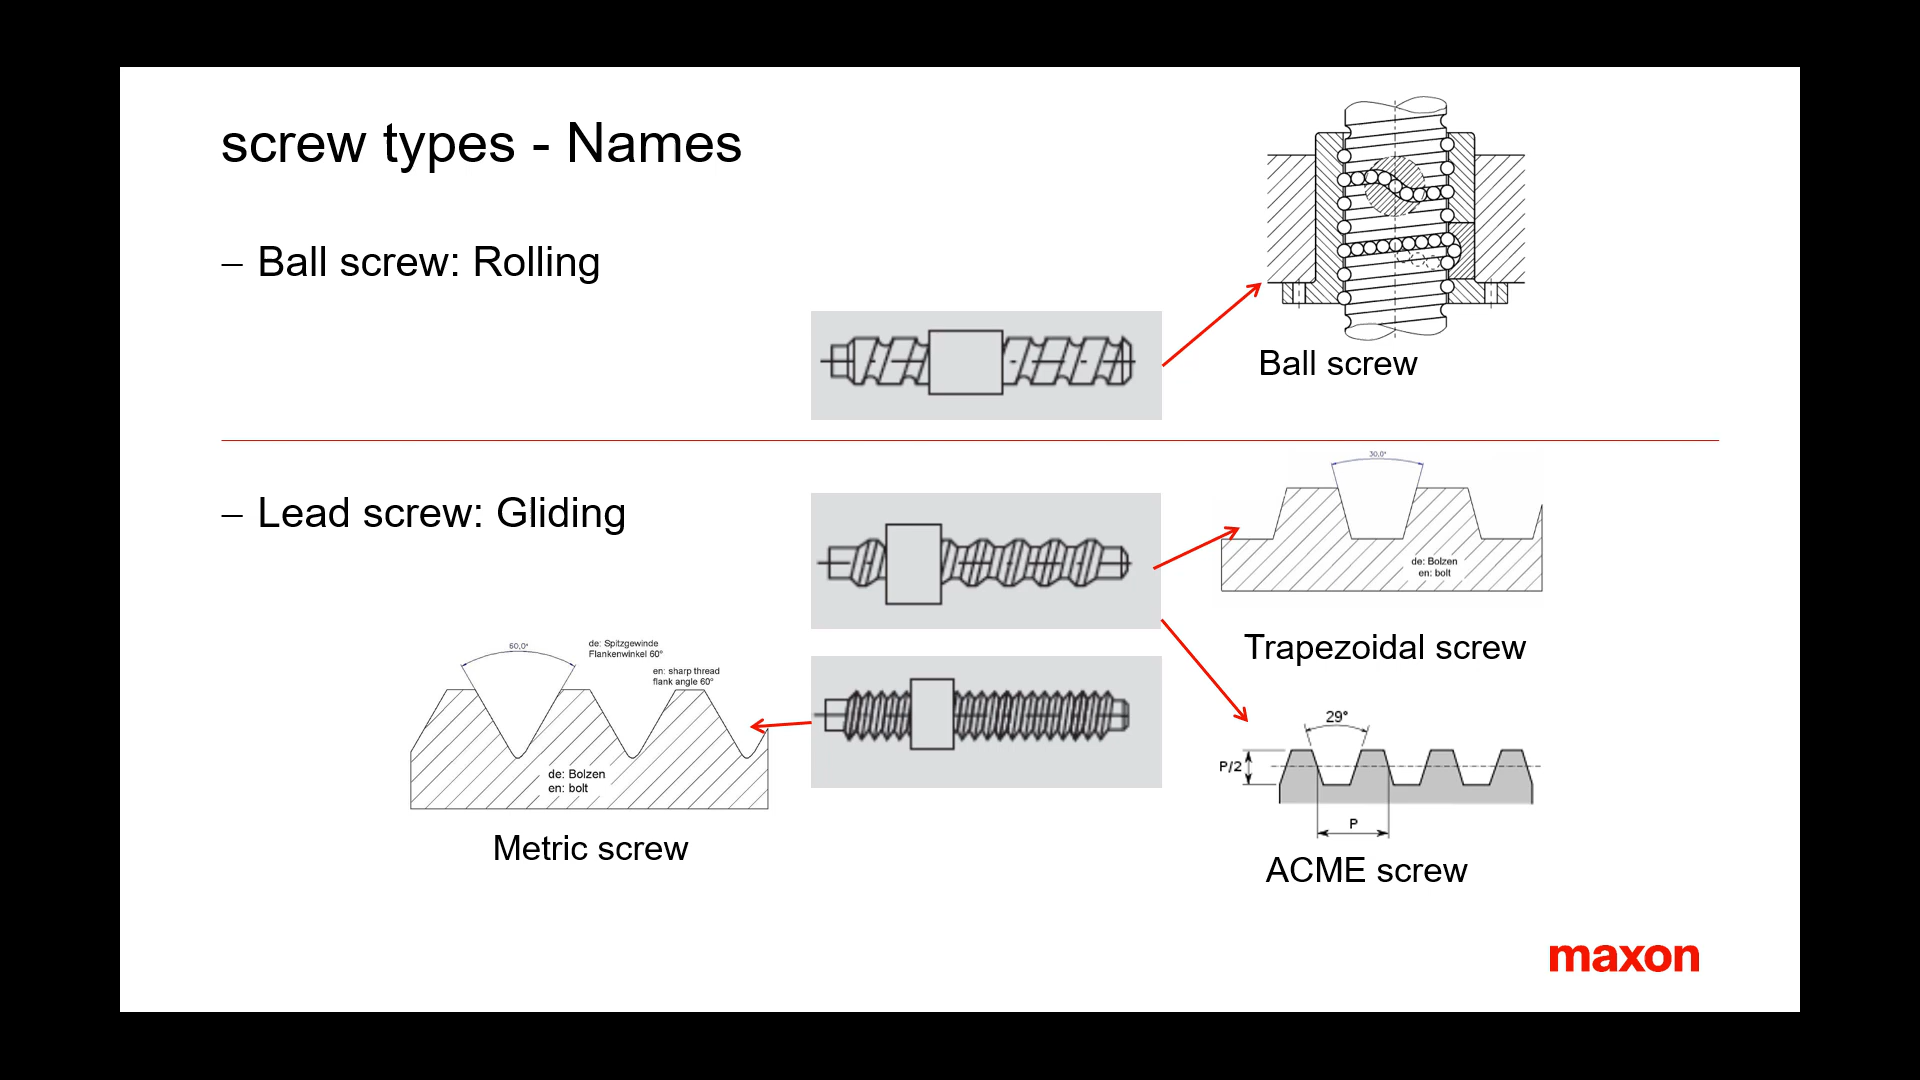 screw types - Names
– Ball screw: Rolling
Ball screw
– Lead screw: Gliding
30,0°
de: Bolzen
en: bolt
Trapezoidal screw
60,0°
de: Spitzgewinde
Flankenwinkel 60°
en: sharp thread
flank angle 60°
de: Bolzen
en: bolt
Metric screw
29°
P/2
P
ACME screw
maxon